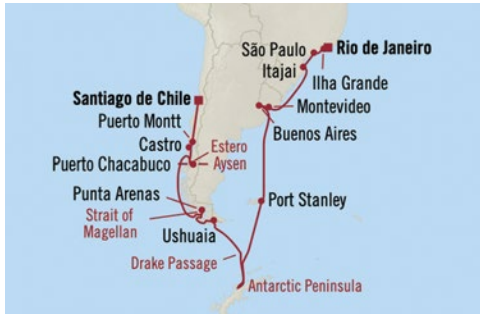 São Paulo
Rio de Janeiro
Itajai
Ilha Grande
Santiago de Chile
Montevideo
Puerto Montt
Buenos Aires
Castro
Estero
Puerto Chacabuco
Aysen
Punta Arenas
Port Stanley
Strait of
Magellan
Ushuaia
Drake Passage
Antarctic Peninsula